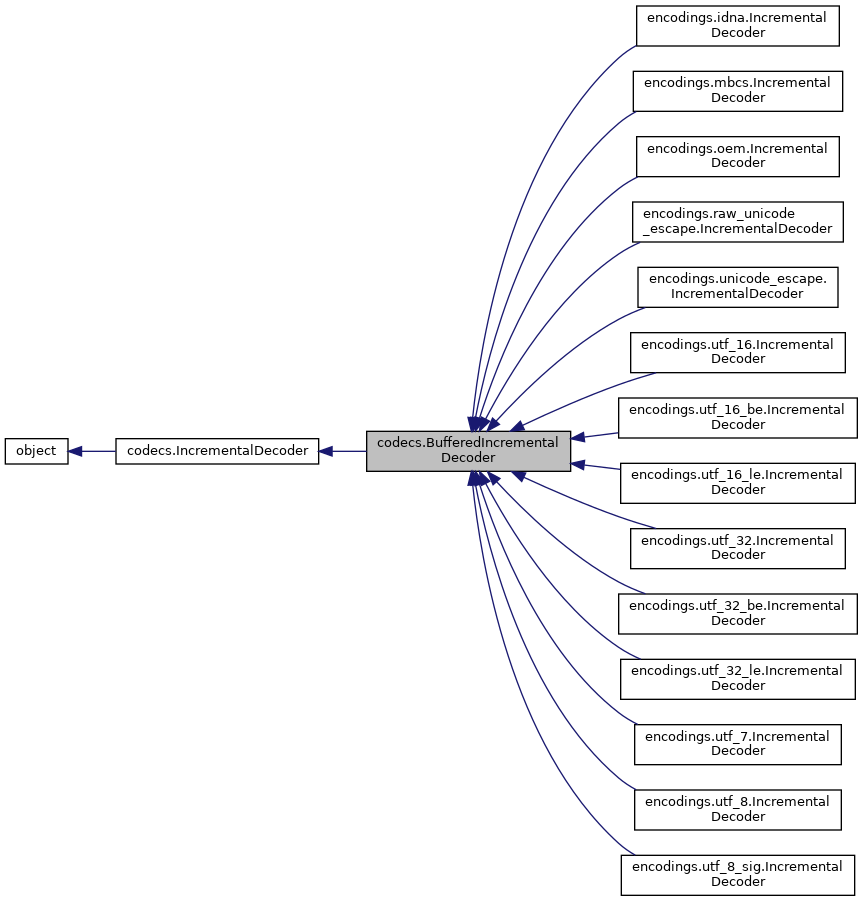 encodings.idna.Incremental
Decoder
encodings.mbcs.Incremental
Decoder
encodings.oem.Incremental
Decoder
encodings.raw_unicode
_escape.IncrementalDecoder
encodings.unicode_escape.
IncrementalDecoder
encodings.utf_16.Incremental
Decoder
encodings.utf_16_be.Incremental
Decoder
object
codecs.IncrementalDecoder
codecs.BufferedIncremental
Decoder
encodings.utf_16_le.Incremental
Decoder
encodings.utf_32.Incremental
Decoder
encodings.utf_32_be.Incremental
Decoder
encodings.utf_32_le.Incremental
Decoder
encodings.utf_7.Incremental
Decoder
encodings.utf_8.Incremental
Decoder
encodings.utf_8_sig.Incremental
Decoder